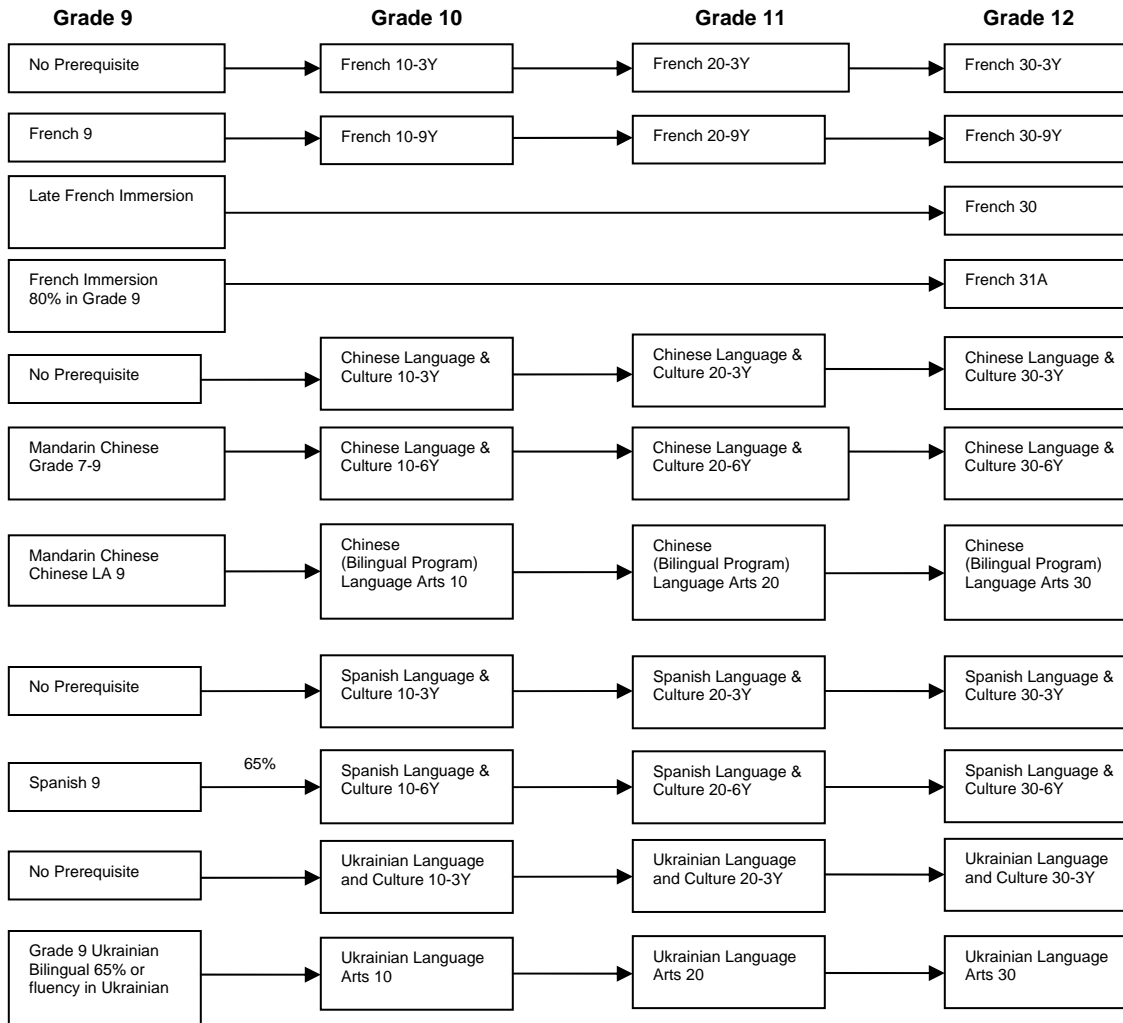 Grade 9 Grade 10 Grade 11 Grade 12
No Prerequisite
French 10-3Y
French 20-3Y
French 30-3Y
French 9
French 10-9Y
French 20-9Y
French 30-9Y
Late French Immersion
French 30
French Immersion
80% in Grade 9
French 31A
No Prerequisite
Chinese Language &
Culture 10-3Y
Chinese Language &
Culture 20-3Y
Chinese Language &
Culture 30-3Y
Mandarin Chinese
Grade 7-9
Chinese Language &
Culture 10-6Y
Chinese Language &
Culture 20-6Y
Chinese Language &
Culture 30-6Y
Mandarin Chinese
Chinese LA 9
Chinese
(Bilingual Program)
Language Arts 10
Chinese
(Bilingual Program)
Language Arts 20
Chinese
(Bilingual Program)
Language Arts 30
No Prerequisite
Spanish Language &
Culture 10-3Y
Spanish Language &
Culture 20-3Y
Spanish Language &
Culture 30-3Y
Spanish 9
65%
Spanish Language &
Culture 10-6Y
Spanish Language &
Culture 20-6Y
Spanish Language &
Culture 30-6Y
No Prerequisite
Ukrainian Language
and Culture 10-3Y
Ukrainian Language
and Culture 20-3Y
Ukrainian Language
and Culture 30-3Y
Grade 9 Ukrainian
Bilingual 65% or
fluency in Ukrainian
Ukrainian Language
Arts 10
Ukrainian Language
Arts 20
Ukrainian Language
Arts 30